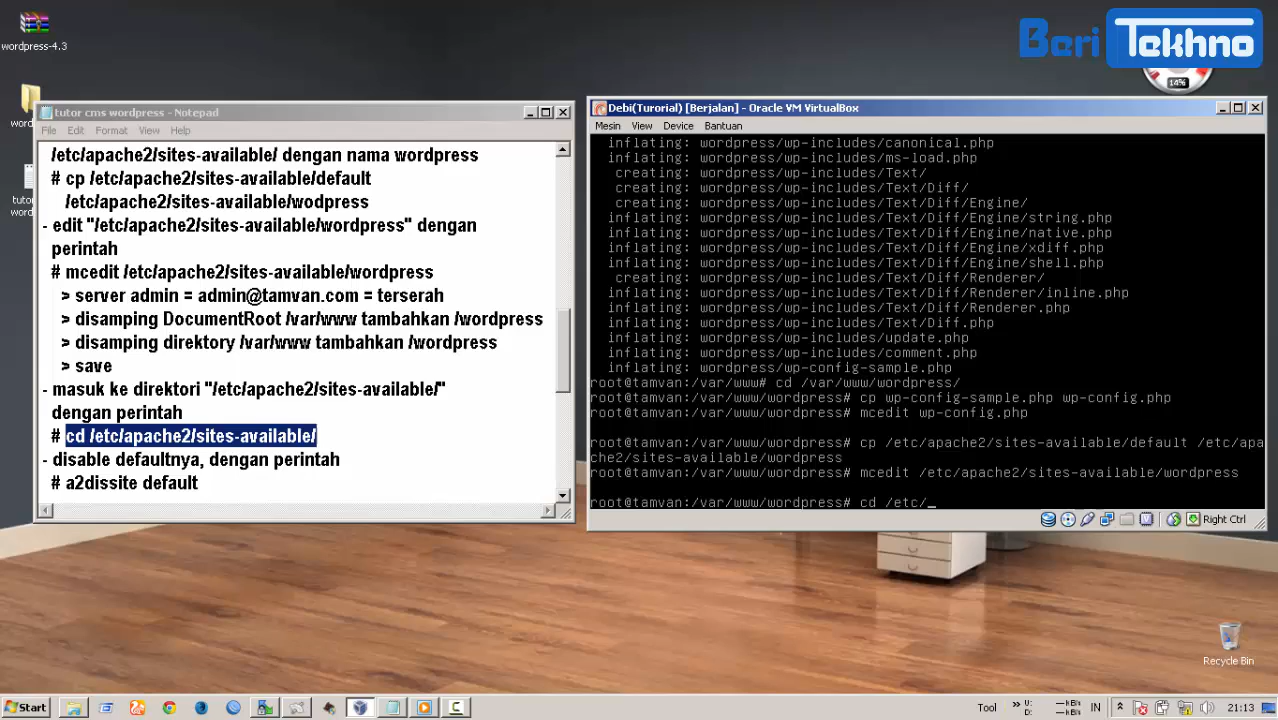 wordpress-4.3
Beri Tekhno
14%
tutor cms wordpress - Notepad
File Edit Format View Help
/etc/apache2/sites-available/ dengan nama wordpress
# cp /etc/apache2/sites-available/default
/etc/apache2/sites-available/wodpress
- edit "/etc/apache2/sites-available/wordpress" dengan
perintah
# mcedit /etc/apache2/sites-available/wordpress
> server admin = admin@tamvan.com = terserah
> disamping DocumentRoot /var/www tambahkan /wordpress
> disamping direktory /var/www tambahkan /wordpress
> save
- masuk ke direktori "/etc/apache2/sites-available/"
dengan perintah
# cd /etc/apache2/sites-available/
- disable defaultnya, dengan perintah
# a2dissite default
Debi(Turorial) [Berjalan] - Oracle VM VirtualBox
Mesin View Device Bantuan
inflating: wordpress/wp-includes/canonical.php
inflating: wordpress/wp-includes/ms-load.php
creating: wordpress/wp-includes/Text/
creating: wordpress/wp-includes/Text/Diff/
creating: wordpress/wp-includes/Text/Diff/Engine/
inflating: wordpress/wp-includes/Text/Diff/Engine/string.php
inflating: wordpress/wp-includes/Text/Diff/Engine/native.php
inflating: wordpress/wp-includes/Text/Diff/Engine/xdiff.php
inflating: wordpress/wp-includes/Text/Diff/Engine/shell.php
creating: wordpress/wp-includes/Text/Diff/Renderer/
inflating: wordpress/wp-includes/Text/Diff/Renderer/inline.php
inflating: wordpress/wp-includes/Text/Diff/Renderer.php
inflating: wordpress/wp-includes/Text/Diff.php
inflating: wordpress/wp-includes/update.php
inflating: wordpress/wp-includes/comment.php
inflating: wordpress/wp-config-sample.php
root@tamvan:/var/www# cd /var/www/wordpress/
root@tamvan:/var/www/wordpress# cp wp-config-sample.php wp-config.php
root@tamvan:/var/www/wordpress# mcedit wp-config.php
root@tamvan:/var/www/wordpress# cp /etc/apache2/sites-available/default /etc/apa
che2/sites-available/wordpress
root@tamvan:/var/www/wordpress# mcedit /etc/apache2/sites-available/wordpress
root@tamvan:/var/www/wordpress# cd /etc/_
Right Ctrl
Recycle Bin
Start
Tool
U:
D:
kB/s
kB/s
IN
21:13